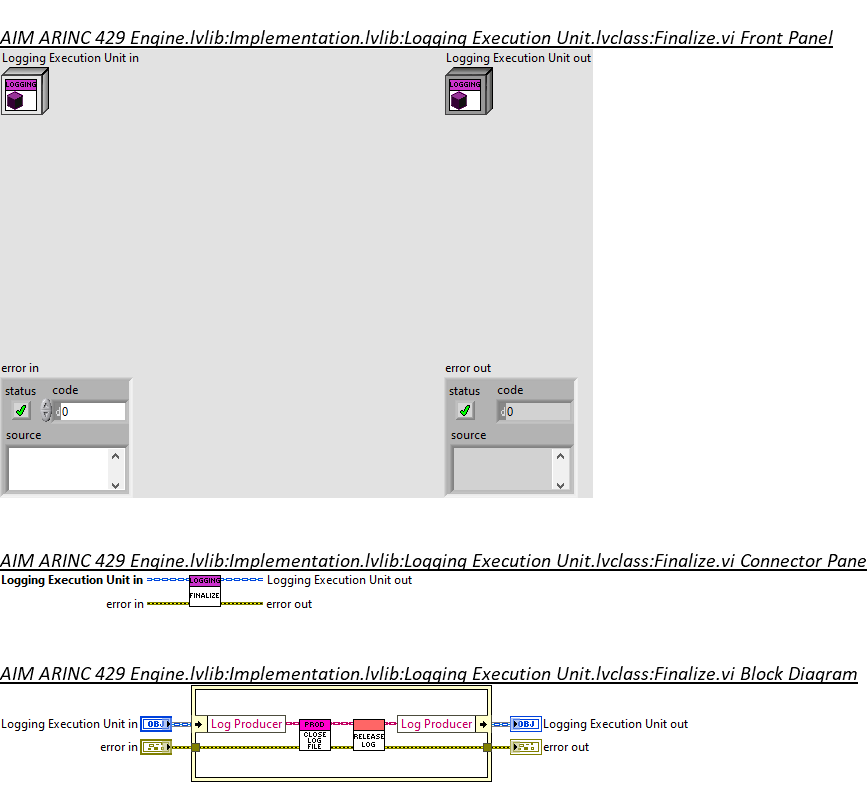 AIM ARINC 429 Engine.lvlib:Implementation.lvlib:Logging Execution Unit.lvclass:Finalize.vi Front Panel
Logging Execution Unit in
Logging Execution Unit out
LOGGING
LOGGING
error in
error out
status code
status code
d 0
d 0
source
source
AIM ARINC 429 Engine.lvlib:Implementation.lvlib:Logging Execution Unit.lvclass:Finalize.vi Connector Pane
Logging Execution Unit in
LOGGING
Logging Execution Unit out
error in
FINALIZE
error out
AIM ARINC 429 Engine.lvlib:Implementation.lvlib:Logging Execution Unit.lvclass:Finalize.vi Block Diagram
Logging Execution Unit in
OBJ
Log Producer
PROD
CLOSE
LOG
FILE
RELEASE
LOG
Log Producer
OBJ
Logging Execution Unit out
error in
error out